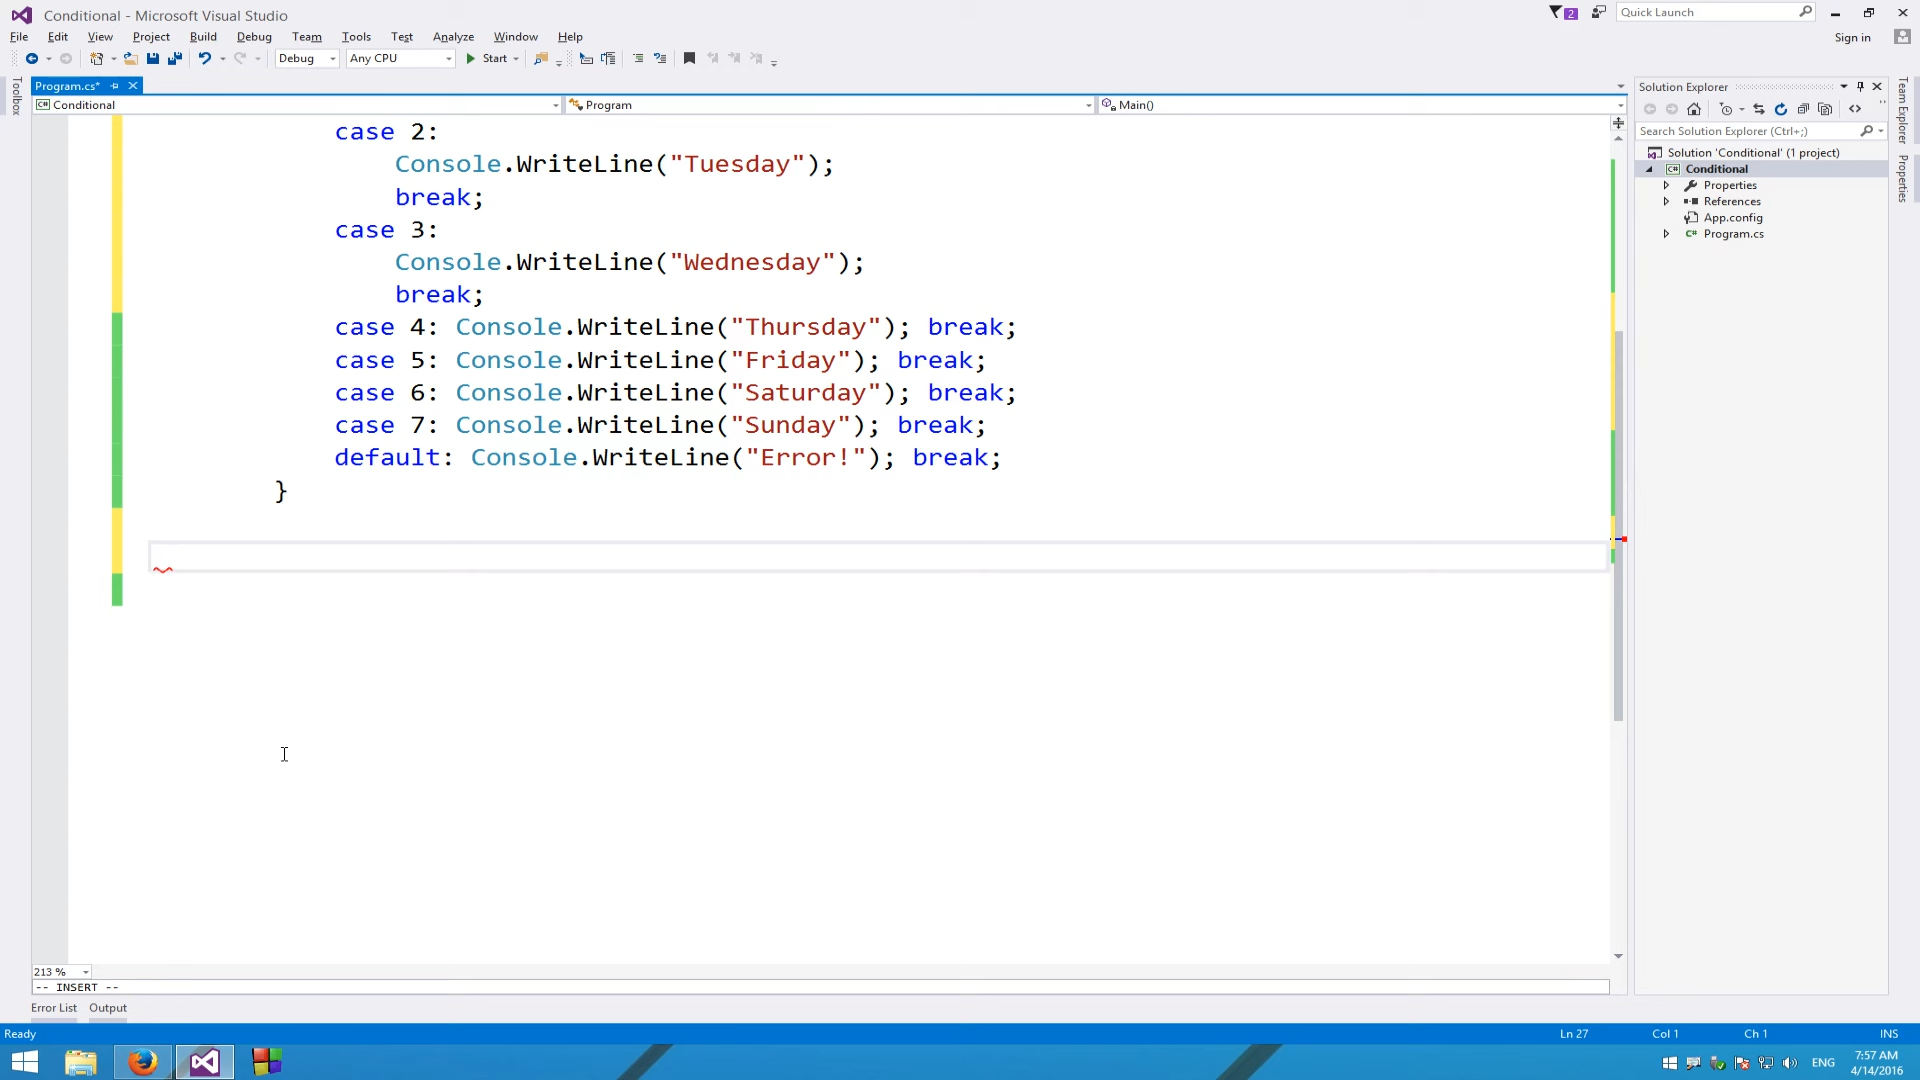 Conditional - Microsoft Visual Studio
2
Quick Launch
File Edit View Project Build Debug Team Tools Test Analyze Window Help
Sign in
Debug Any CPU Start
Toolbox
Program.cs*
Conditional Program Main()
case 2:
Console.WriteLine("Tuesday");
break;
case 3:
Console.WriteLine("Wednesday");
break;
case 4: Console.WriteLine("Thursday"); break;
case 5: Console.WriteLine("Friday"); break;
case 6: Console.WriteLine("Saturday"); break;
case 7: Console.WriteLine("Sunday"); break;
default: Console.WriteLine("Error!"); break;
}
213 %
-- INSERT --
Error List Output
Solution Explorer
Search Solution Explorer (Ctrl+;)
Solution 'Conditional' (1 project)
C# Conditional
Properties
References
App.config
C# Program.cs
Team Explorer
Properties
Ready
Ln 27 Col 1 Ch 1 INS
ENG
7:57 AM
4/14/2016